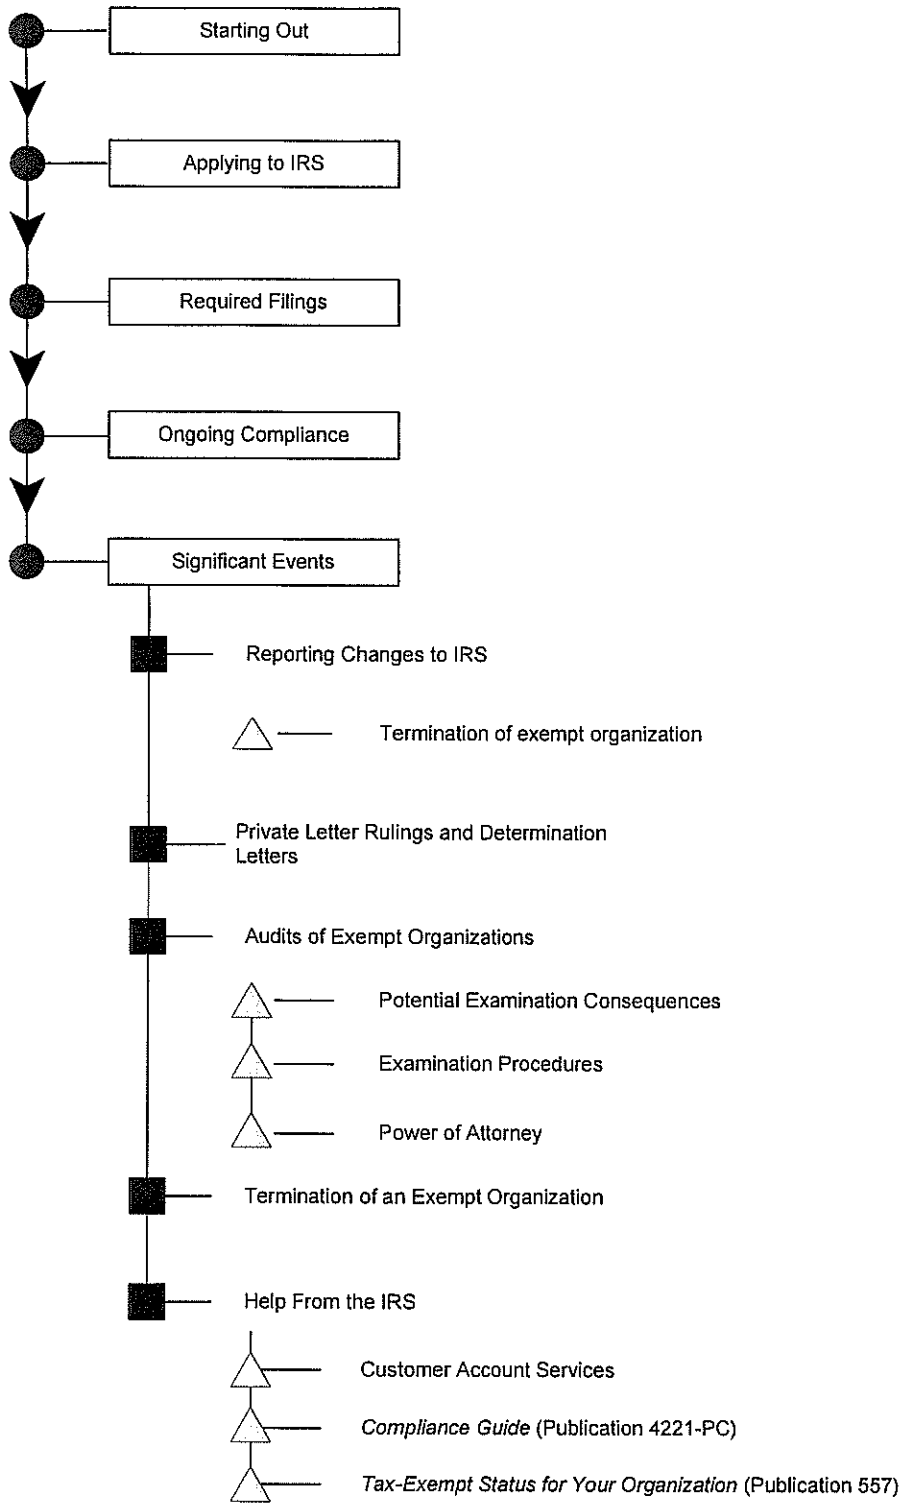 Starting Out
Applying to IRS
Required Filings
Ongoing Compliance
Significant Events
Reporting Changes to IRS
Termination of exempt organization
Private Letter Rulings and Determination
Letters
Audits of Exempt Organizations
Potential Examination Consequences
Examination Procedures
Power of Attorney
Termination of an Exempt Organization
Help From the IRS
Customer Account Services
Compliance Guide (Publication 4221-PC)
Tax-Exempt Status for Your Organization (Publication 557)